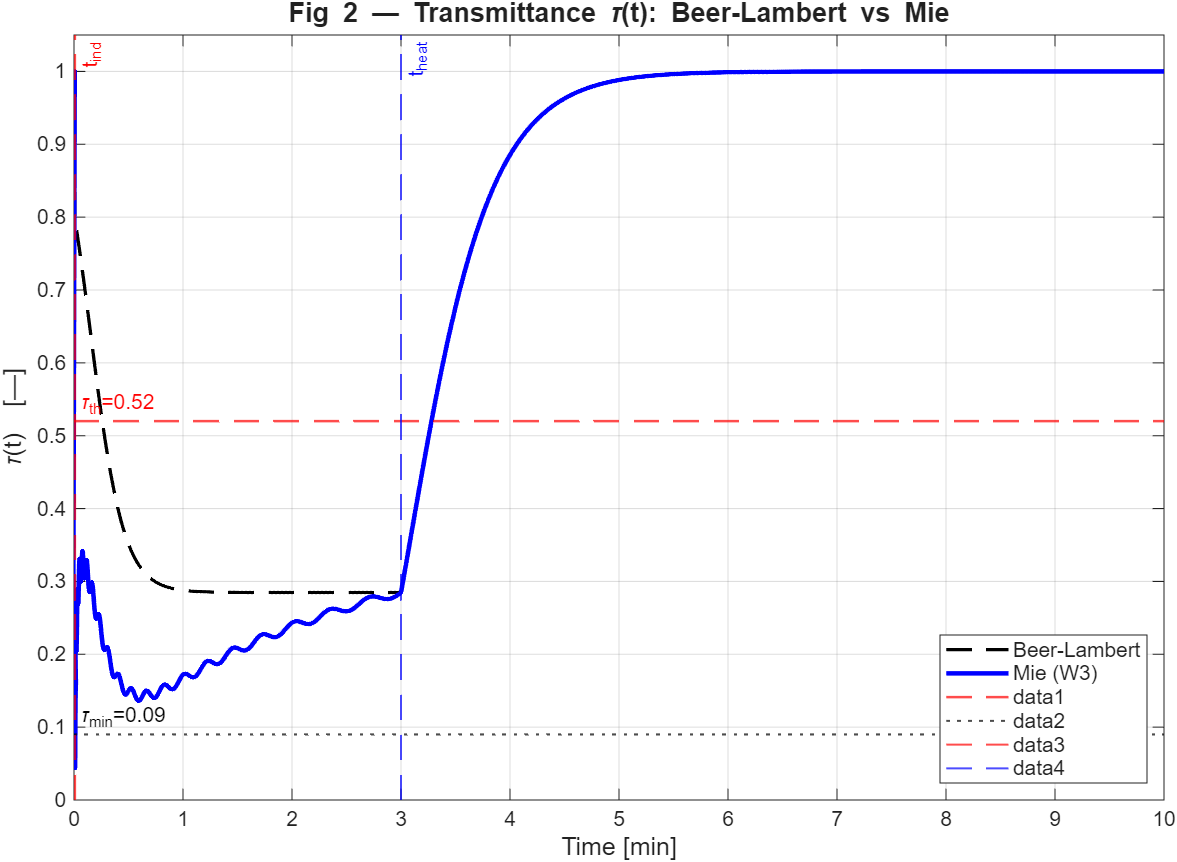 Fig 2 — Transmittance τ(t): Beer-Lambert vs Mie
t_ind
t_heat
1
0.9
0.8
0.7
0.6
τ_th=0.52
0.5
0.4
0.3
0.2
τ_min=0.09
0.1
0
τ(t) [—]
Beer-Lambert
Mie (W3)
data1
data2
data3
data4
0 1 2 3 4 5 6 7 8 9 10
Time [min]